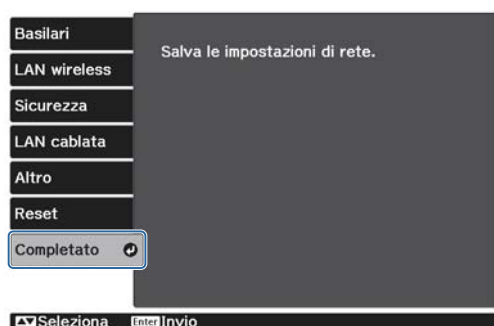 Basilari
Salva le impostazioni di rete.
LAN wireless
Sicurezza
LAN cablata
Altro
Reset
Completato
Seleziona Enter Invio